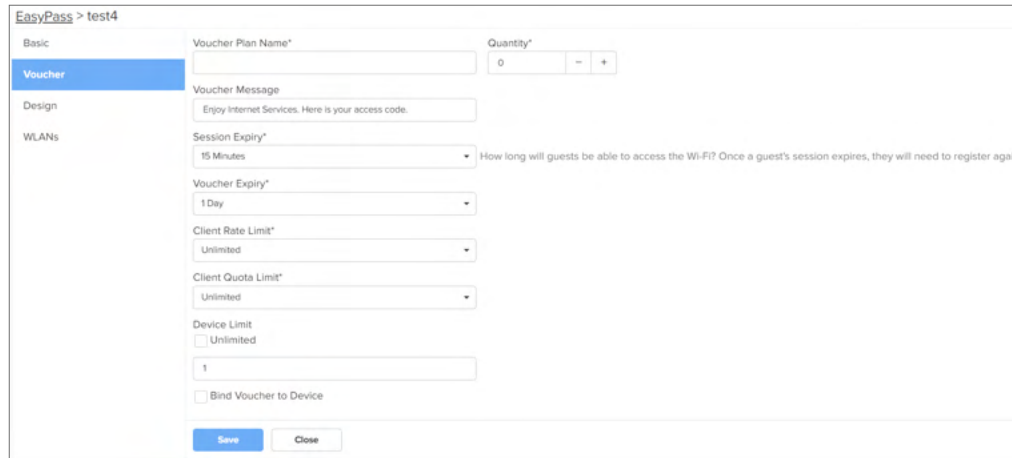 EasyPass > test4
Basic
Voucher
Design
WLANs
Voucher Plan Name*
Quantity*
0
- +
Voucher Message
Enjoy Internet Services. Here is your access code.
Session Expiry*
15 Minutes
How long will guests be able to access the Wi-Fi? Once a guest's session expires, they will need to register agai
Voucher Expiry*
1 Day
Client Rate Limit*
Unlimited
Client Quota Limit*
Unlimited
Device Limit
Unlimited
1
Bind Voucher to Device
Save
Close